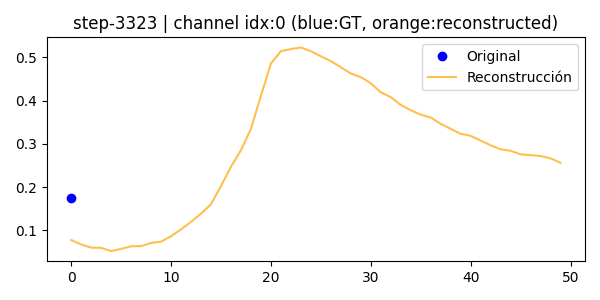 step-3323 | channel idx:0 (blue:GT, orange:reconstructed)
Original
Reconstrucción
0.5
0.4
0.3
0.2
0.1
0 10 20 30 40 50